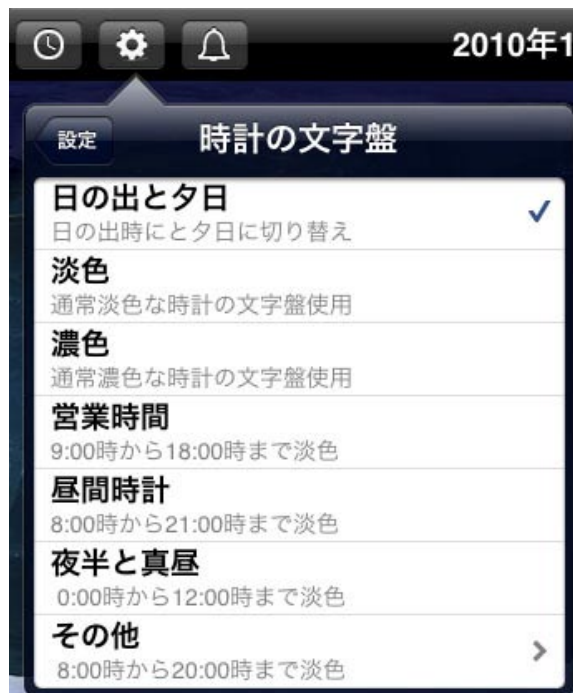 2010年1
設定
時計の文字盤
日の出と夕日
日の出時にと夕日に切り替え
淡色
通常淡色な時計の文字盤使用
濃色
通常濃色な時計の文字盤使用
営業時間
9:00時から18:00時まで淡色
昼間時計
8:00時から21:00時まで淡色
夜半と真昼
0:00時から12:00時まで淡色
その他
8:00時から20:00時まで淡色